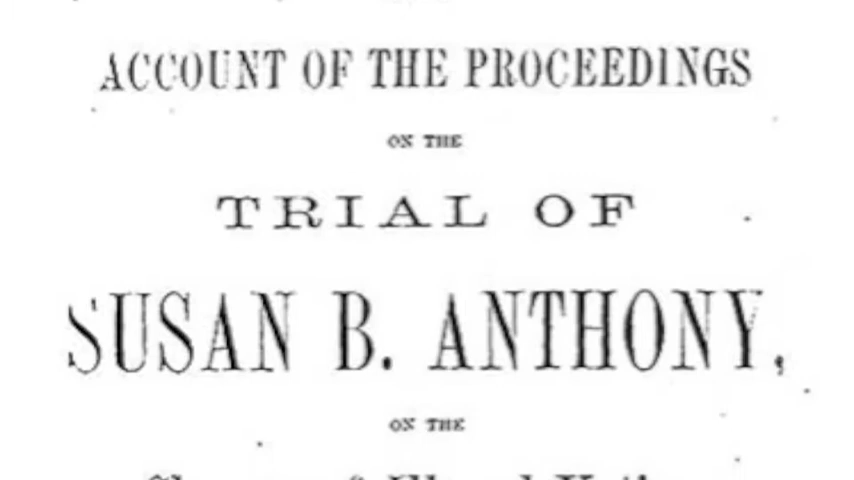 ACCOUNT OF THE PROCEEDINGS
ON THE
TRIAL OF
SUSAN B. ANTHONY,
ON THE